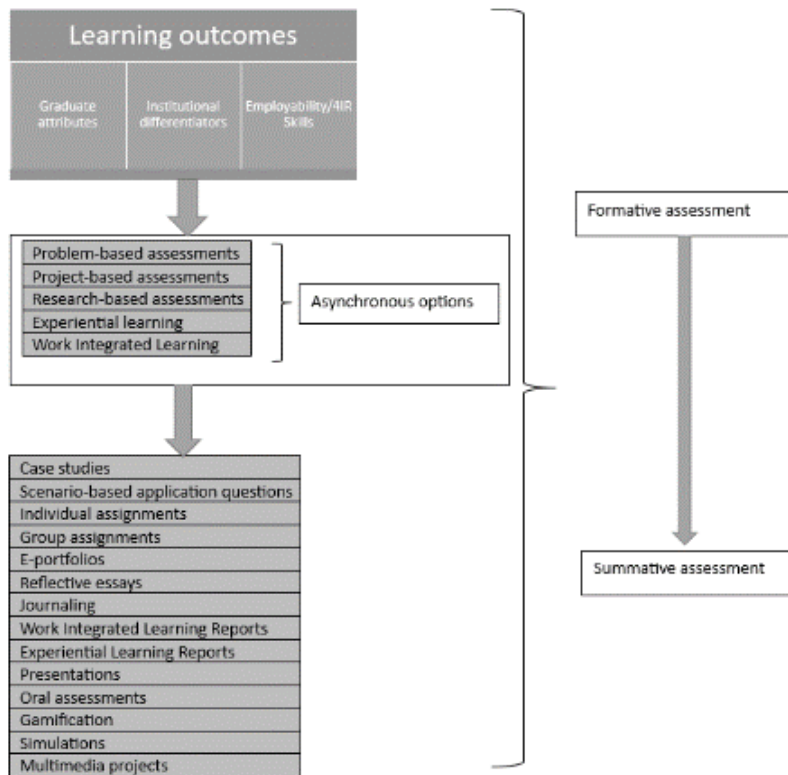 Learning outcomes
Graduate
attributes
Institutional
differentiators
Employability/4IR
Skills
Problem-based assessments
Project-based assessments
Research-based assessments
Experiential learning
Work Integrated Learning
Asynchronous options
Formative assessment
Case studies
Scenario-based application questions
Individual assignments
Group assignments
E-portfolios
Reflective essays
Journaling
Work Integrated Learning Reports
Experiential Learning Reports
Presentations
Oral assessments
Gamification
Simulations
Multimedia projects
Summative assessment